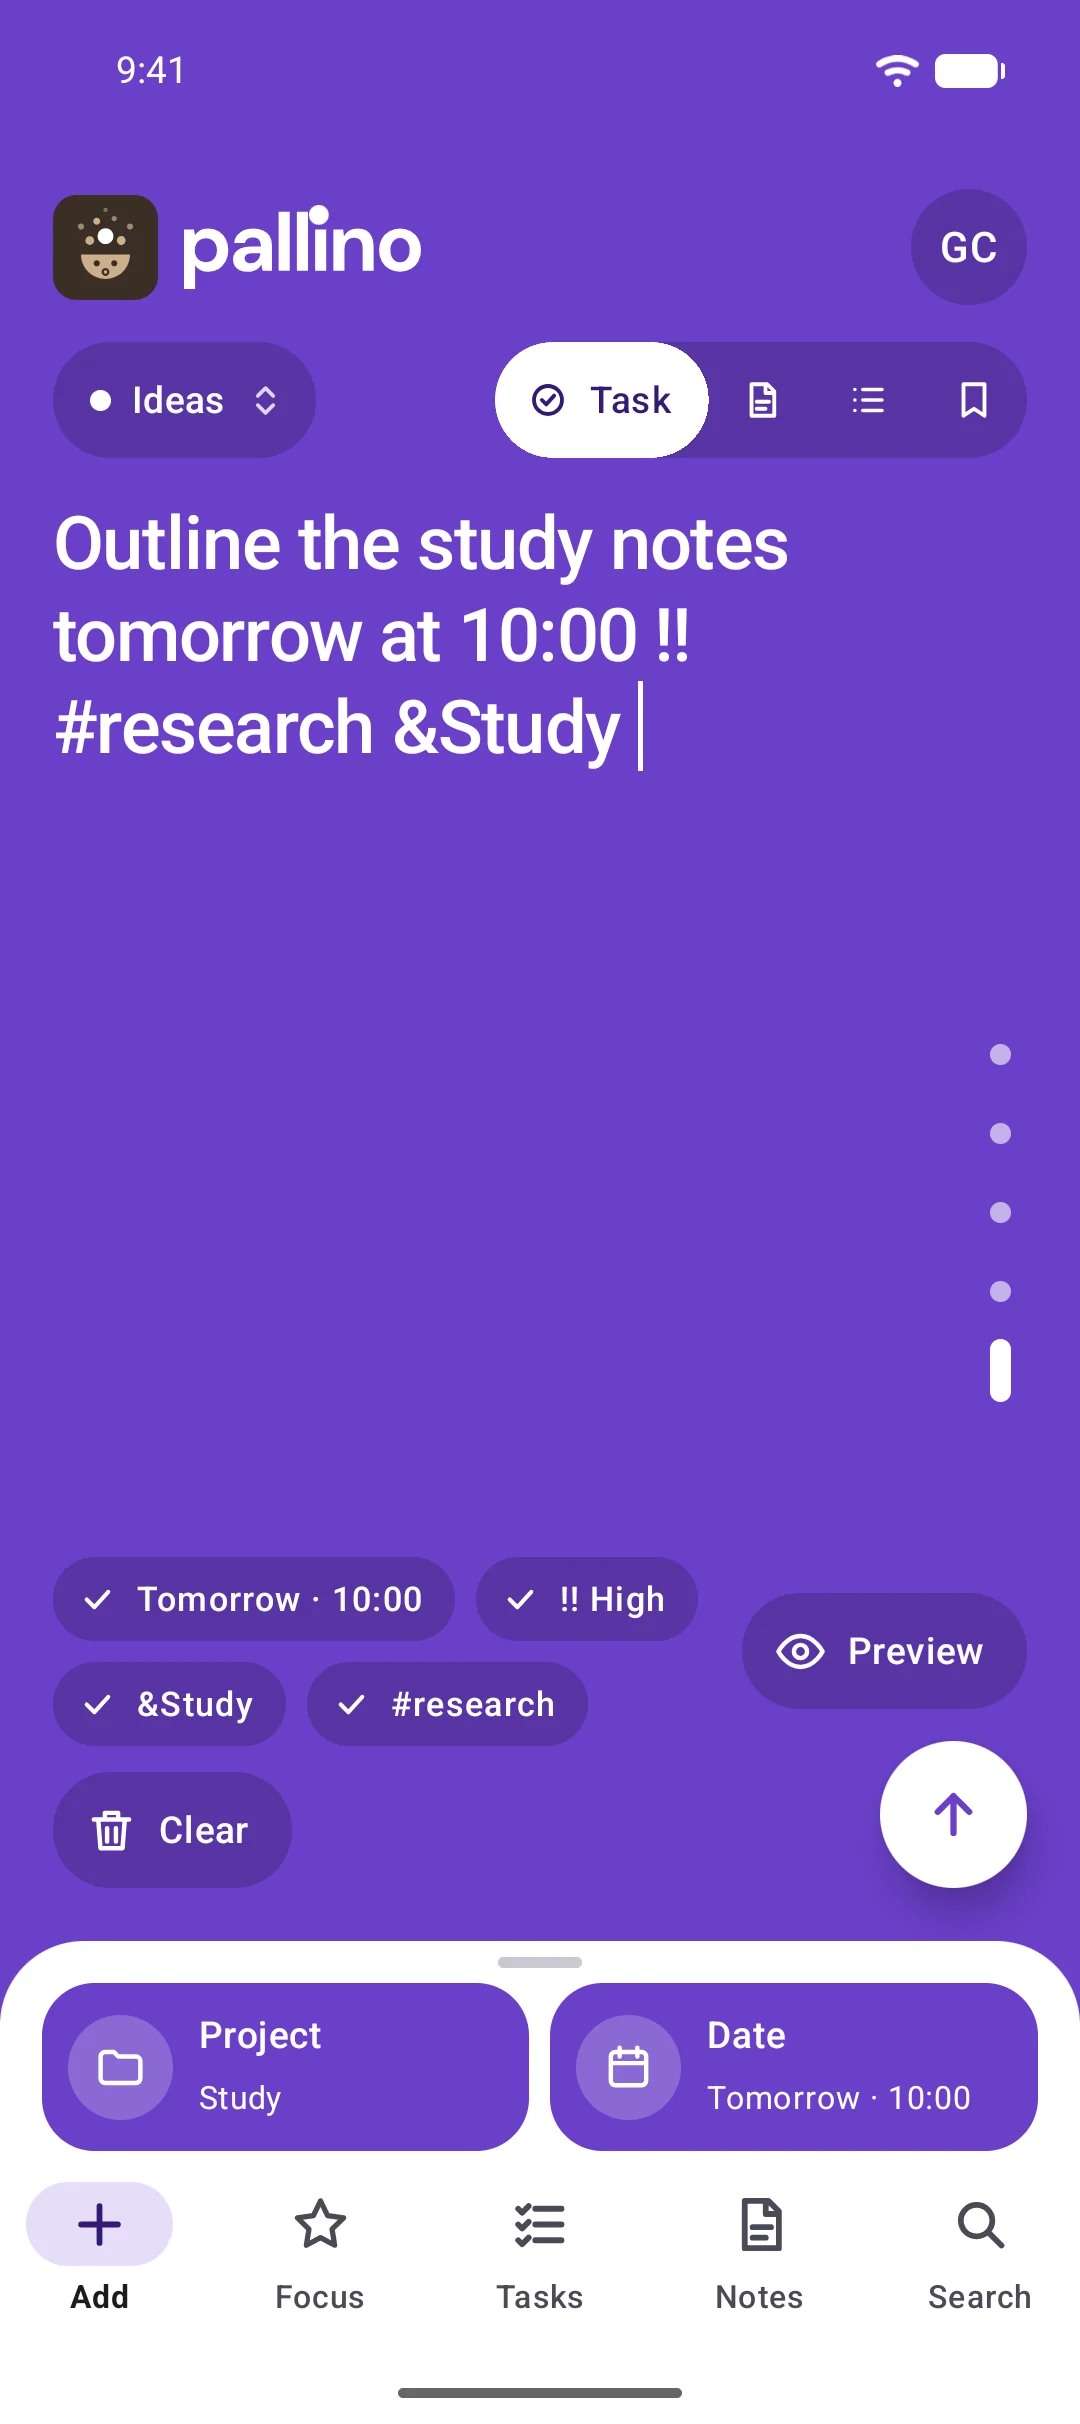 9:41
pallino
GC
Ideas
Task
Outline the study notes
tomorrow at 10:00 !!
#research &Study
Tomorrow · 10:00
!! High
Preview
&Study
#research
Clear
Project
Study
Date
Tomorrow · 10:00
Add
Focus
Tasks
Notes
Search